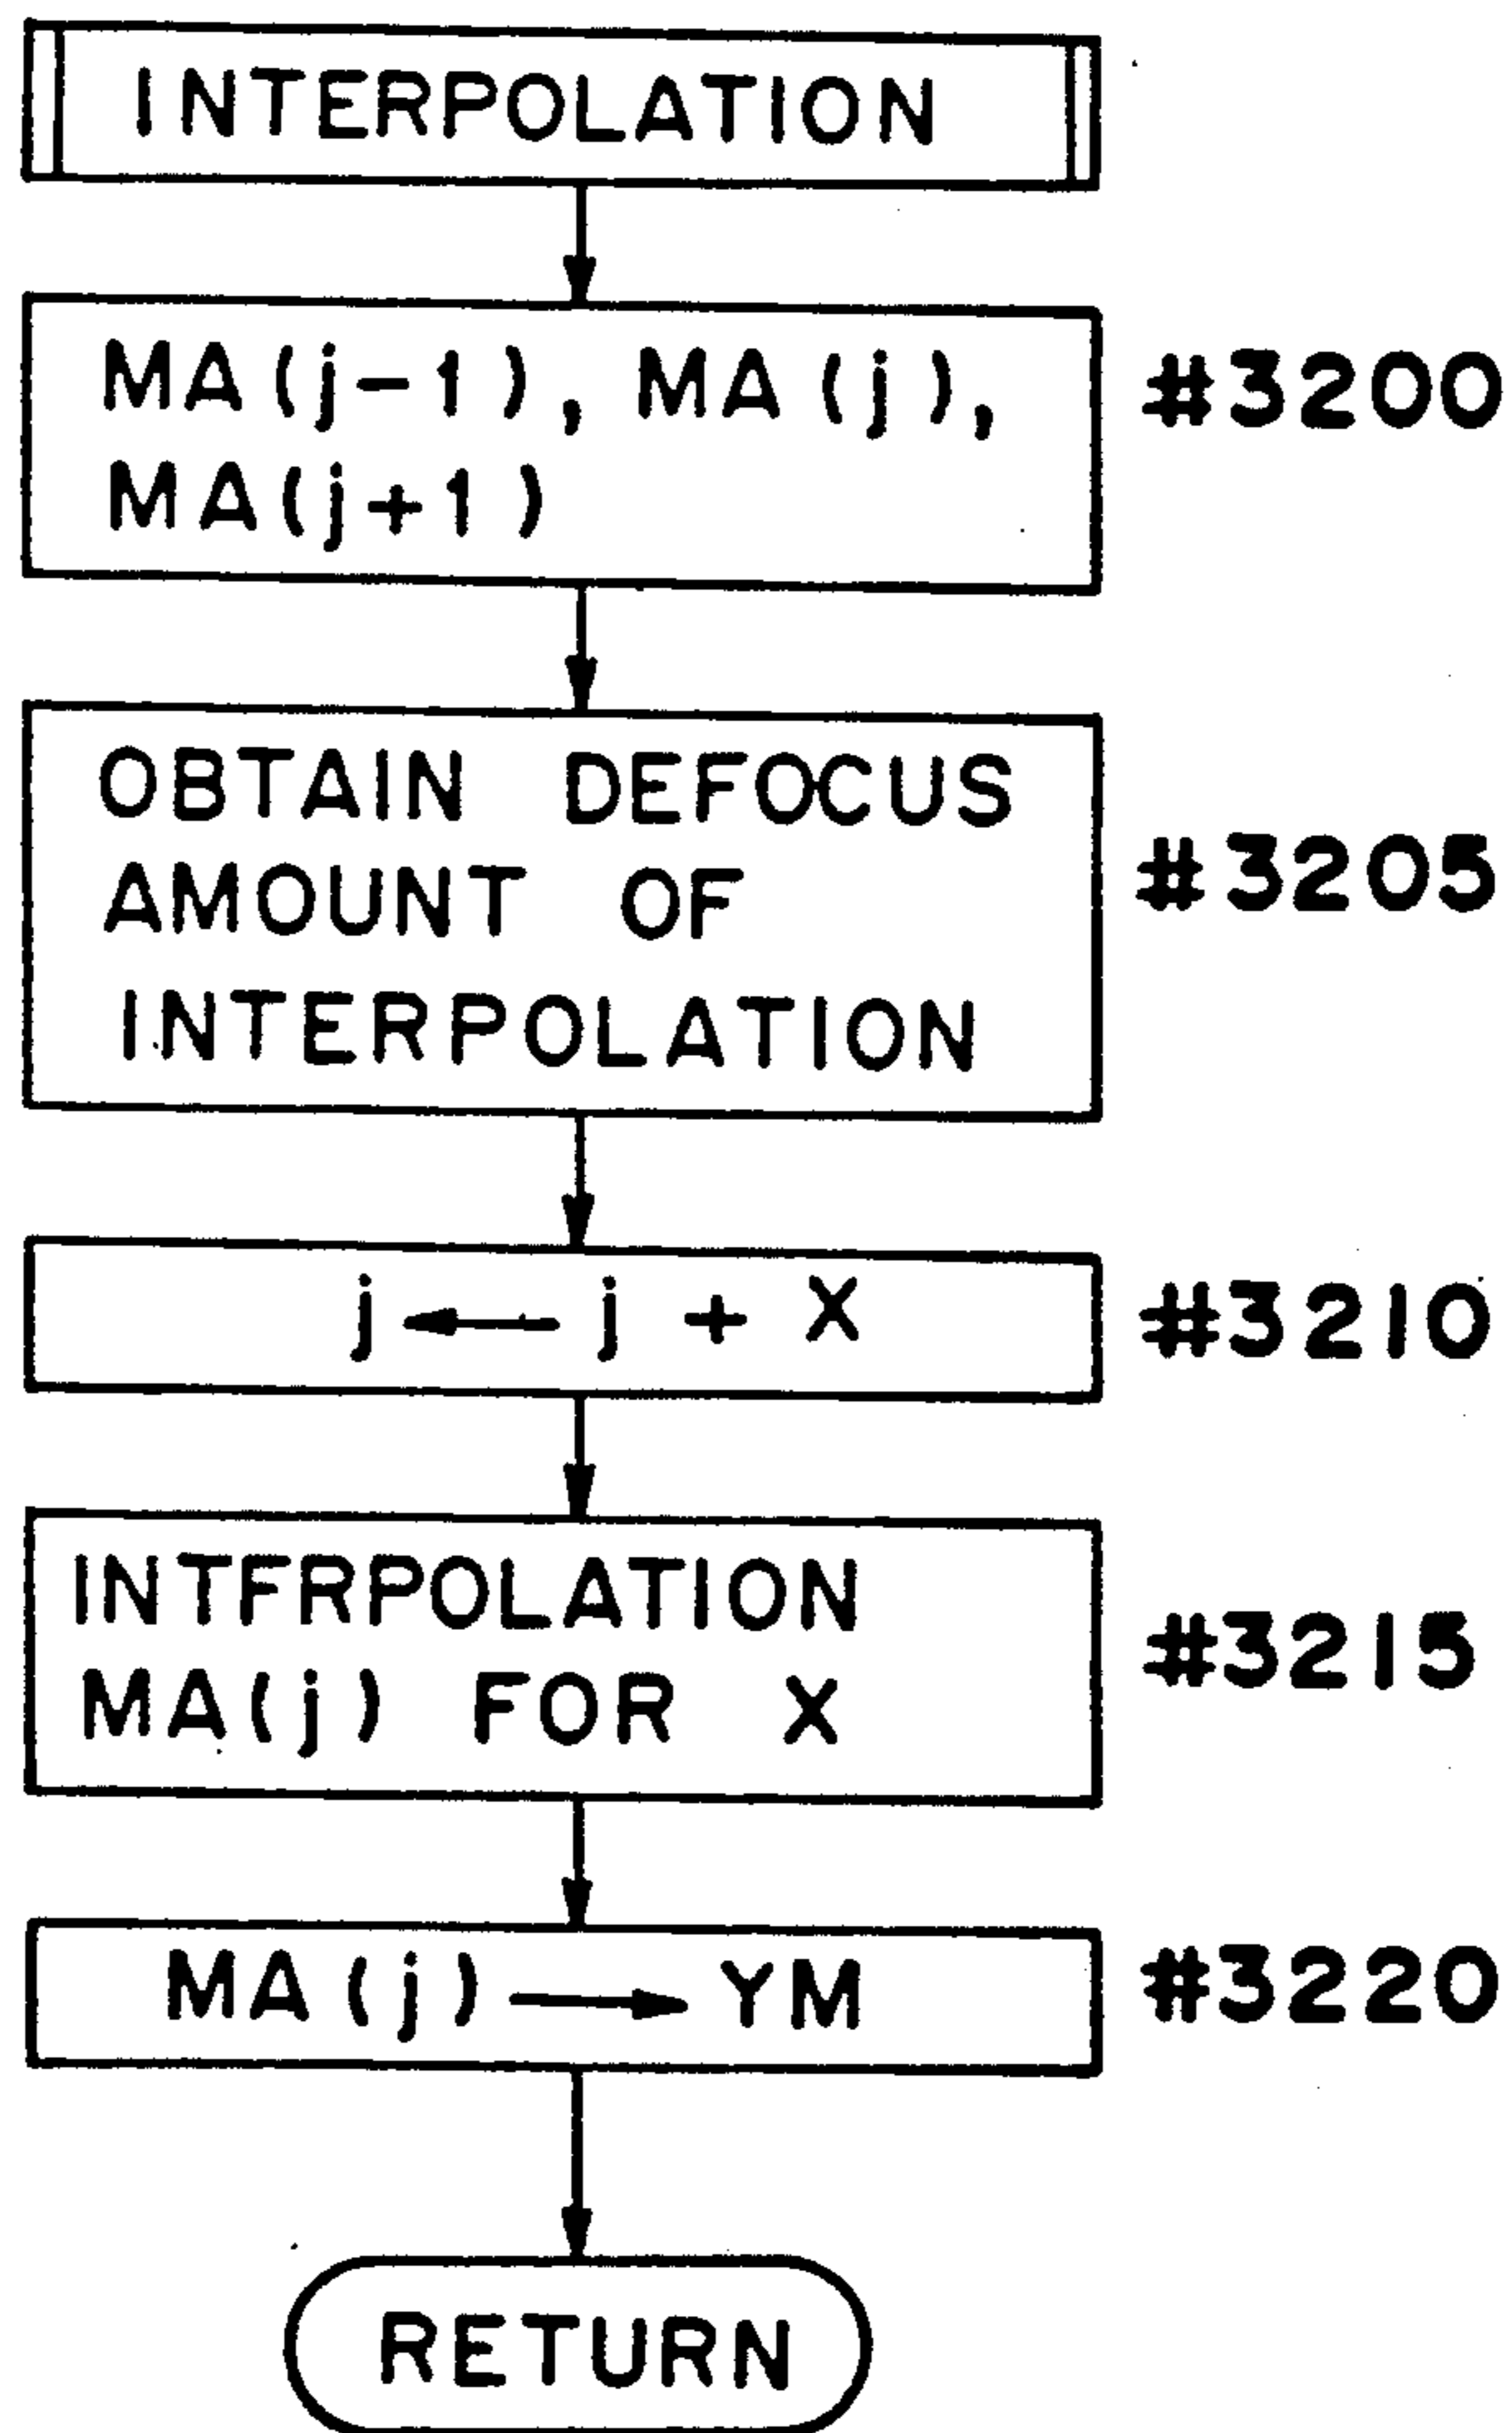 INTERPOLATION
MA(j-1), MA(j), #3200
MA(j+1)
OBTAIN DEFOCUS
AMOUNT OF #3205
INTERPOLATION
j ← j + X #3210
INTFRPOLATION
MA(j) FOR X #3215
MA(j) → YM #3220
RETURN